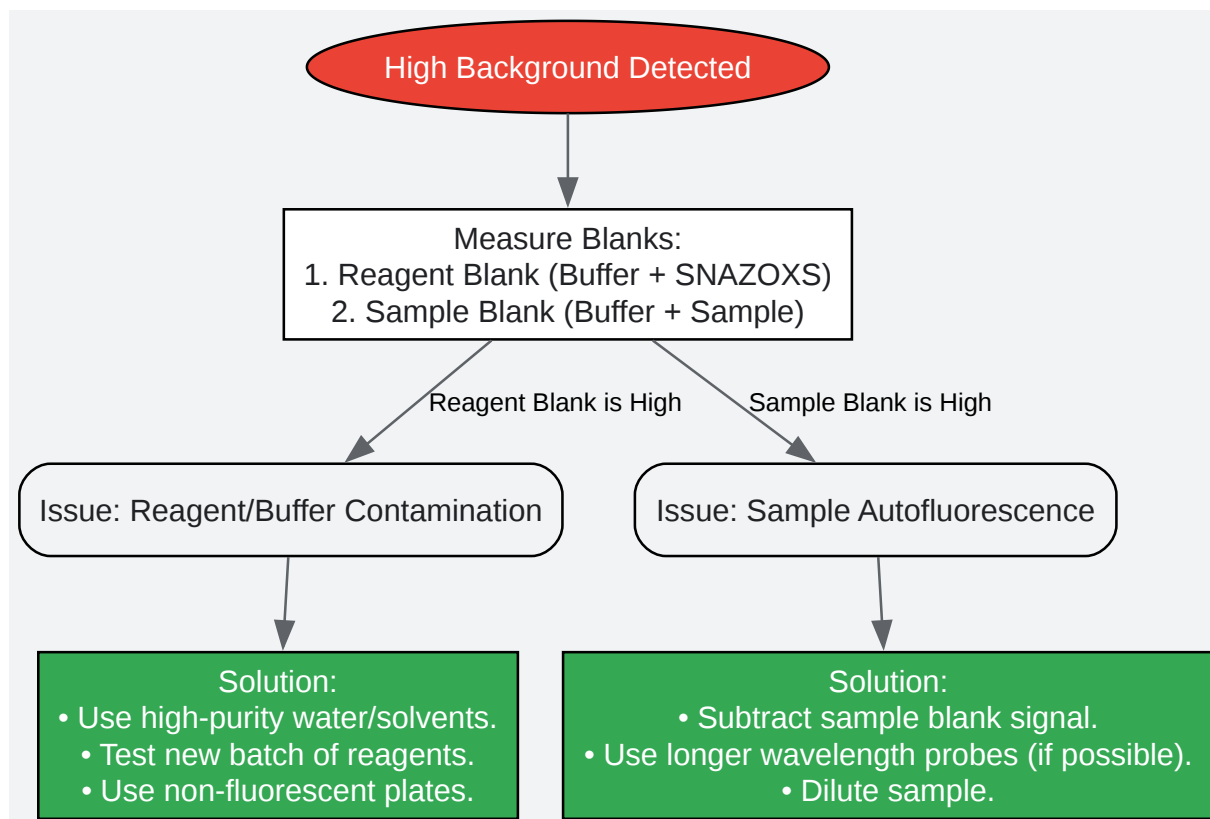 High Background Detected
Measure Blanks:
1. Reagent Blank (Buffer + SNAZOXS)
2. Sample Blank (Buffer + Sample)
Reagent Blank is High
Sample Blank is High
Issue: Reagent/Buffer Contamination
Issue: Sample Autofluorescence
Solution:
• Use high-purity water/solvents.
• Test new batch of reagents.
• Use non-fluorescent plates.
Solution:
• Subtract sample blank signal.
• Use longer wavelength probes (if possible).
• Dilute sample.